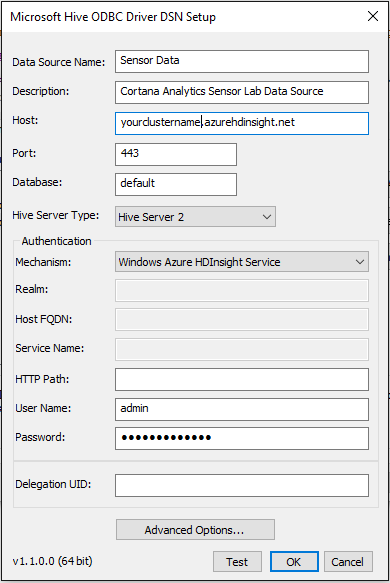 Microsoft Hive ODBC Driver DSN Setup
Data Source Name: Sensor Data
Description: Cortana Analytics Sensor Lab Data Source
Host: yourclustername.azurehdinsight.net
Port: 443
Database: default
Hive Server Type: Hive Server 2
Authentication
Mechanism: Windows Azure HDInsight Service
Realm:
Host FQDN:
Service Name:
HTTP Path:
User Name: admin
Password: •••••••••••••
Delegation UID:
Advanced Options...
v1.1.0.0 (64 bit) Test OK Cancel